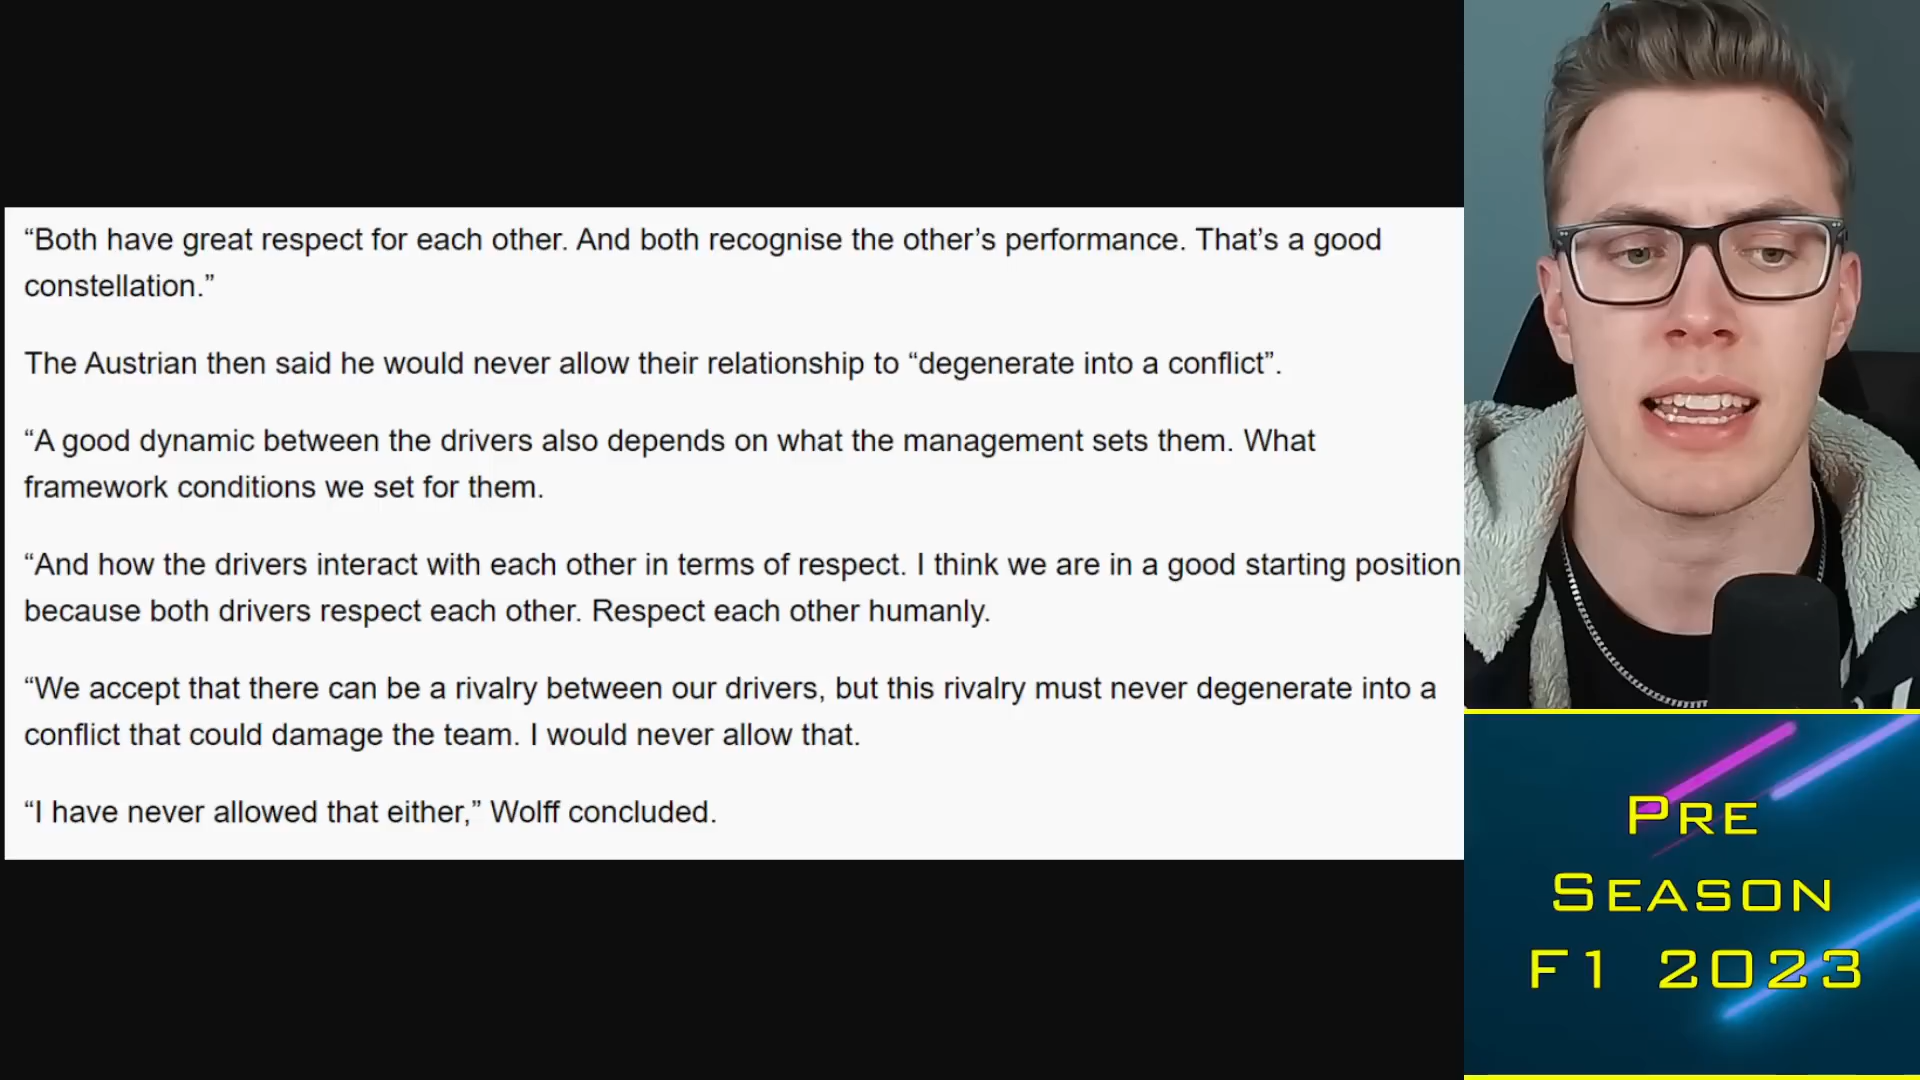 “Both have great respect for each other. And both recognise the other’s performance. That’s a good
constellation.”
The Austrian then said he would never allow their relationship to “degenerate into a conflict”.
“A good dynamic between the drivers also depends on what the management sets them. What
framework conditions we set for them.
“And how the drivers interact with each other in terms of respect. I think we are in a good starting position
because both drivers respect each other. Respect each other humanly.
“We accept that there can be a rivalry between our drivers, but this rivalry must never degenerate into a
conflict that could damage the team. I would never allow that.
“I have never allowed that either,” Wolff concluded.
Pre
Season
F1 2023